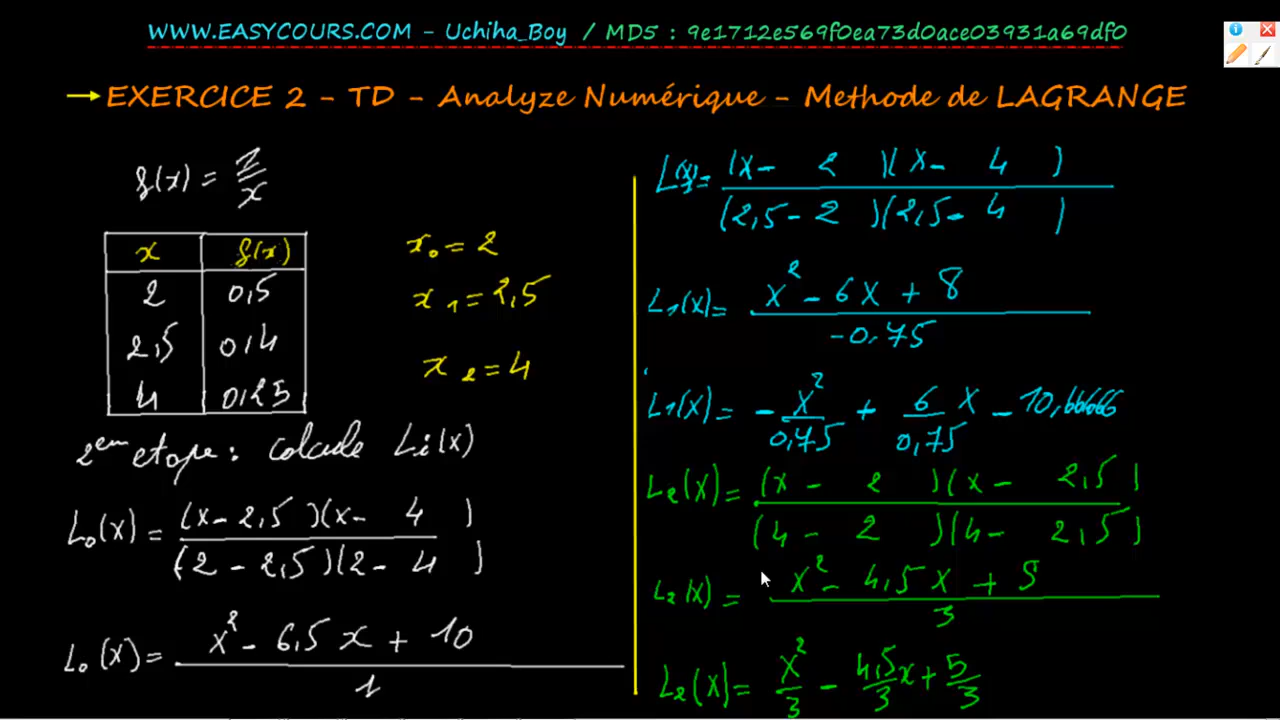 WWW.EASYCOURS.COM - Uchiha_Boy / MD5 : 9e1712e569f0ea73d0ace03931a69df0
→ EXERCICE 2 - TD - Analyze Numérique - Methode de LAGRANGE
f(x) = 1/x
x f(x)
2 0,5
2,5 0,4
4 0,25
x₀ = 2
x₁ = 2,5
x₂ = 4
2em etape : calcule Li(x)
L₀(x) = (x - 2,5)(x - 4) / (2 - 2,5)(2 - 4)
L₀(x) = x² - 6,5x + 10 / 1
L₁(x) = (x - 2)(x - 4) / (2,5 - 2)(2,5 - 4)
L₁(x) = x² - 6x + 8 / -0,75
L₁(x) = - x²/0,75 + 6/0,75 x - 10,66666
L₂(x) = (x - 2)(x - 2,5) / (4 - 2)(4 - 2,5)
L₂(x) = x² - 4,5x + 5 / 3
L₂(x) = x²/3 - 4,5/3 x + 5/3